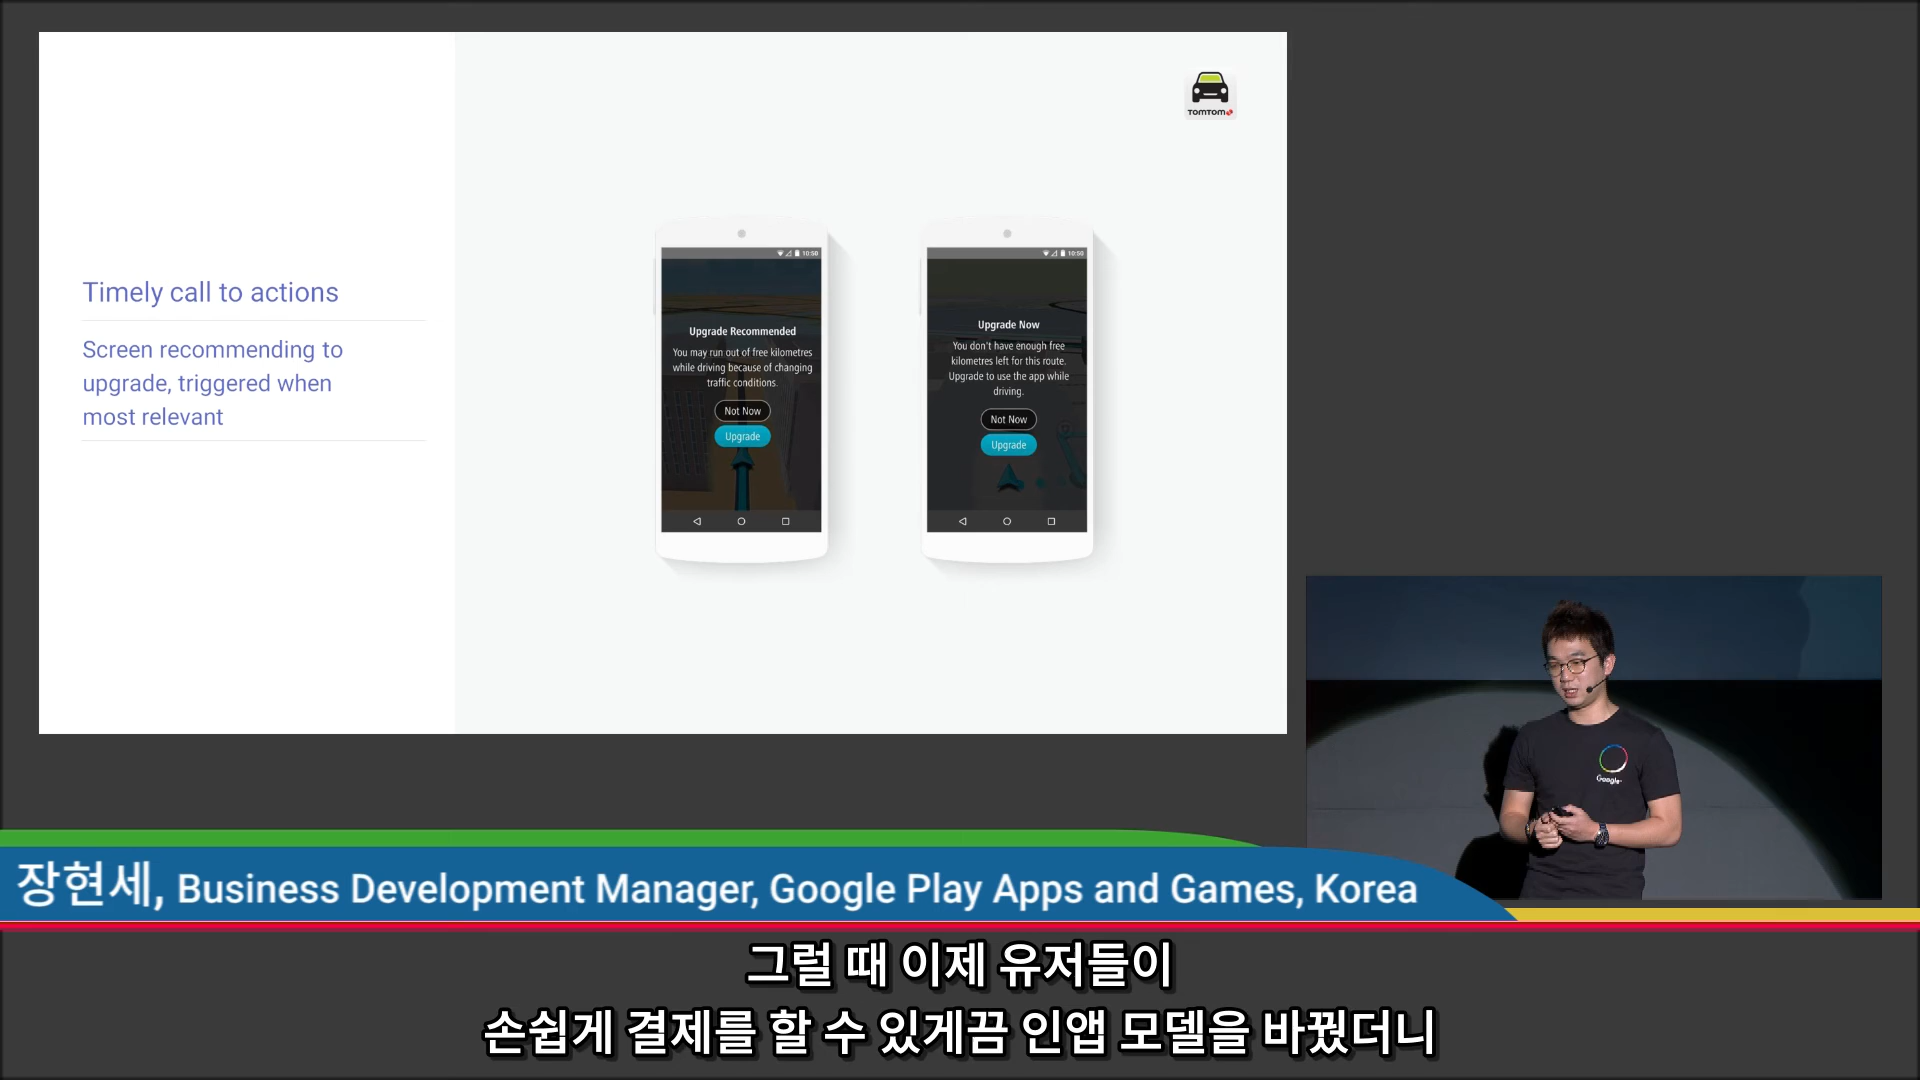 TOMTOM
Timely call to actions
Screen recommending to
upgrade, triggered when
most relevant
10:50
Upgrade Recommended
You may run out of free kilometres
while driving because of changing
traffic conditions.
Not Now
Upgrade
10:50
Upgrade Now
You don't have enough free
kilometres left for this route.
Upgrade to use the app while
driving.
Not Now
Upgrade
Google
장현세, Business Development Manager, Google Play Apps and Games, Korea
그럴 때 이제 유저들이
손쉽게 결제를 할 수 있게끔 인앱 모델을 바꿨더니